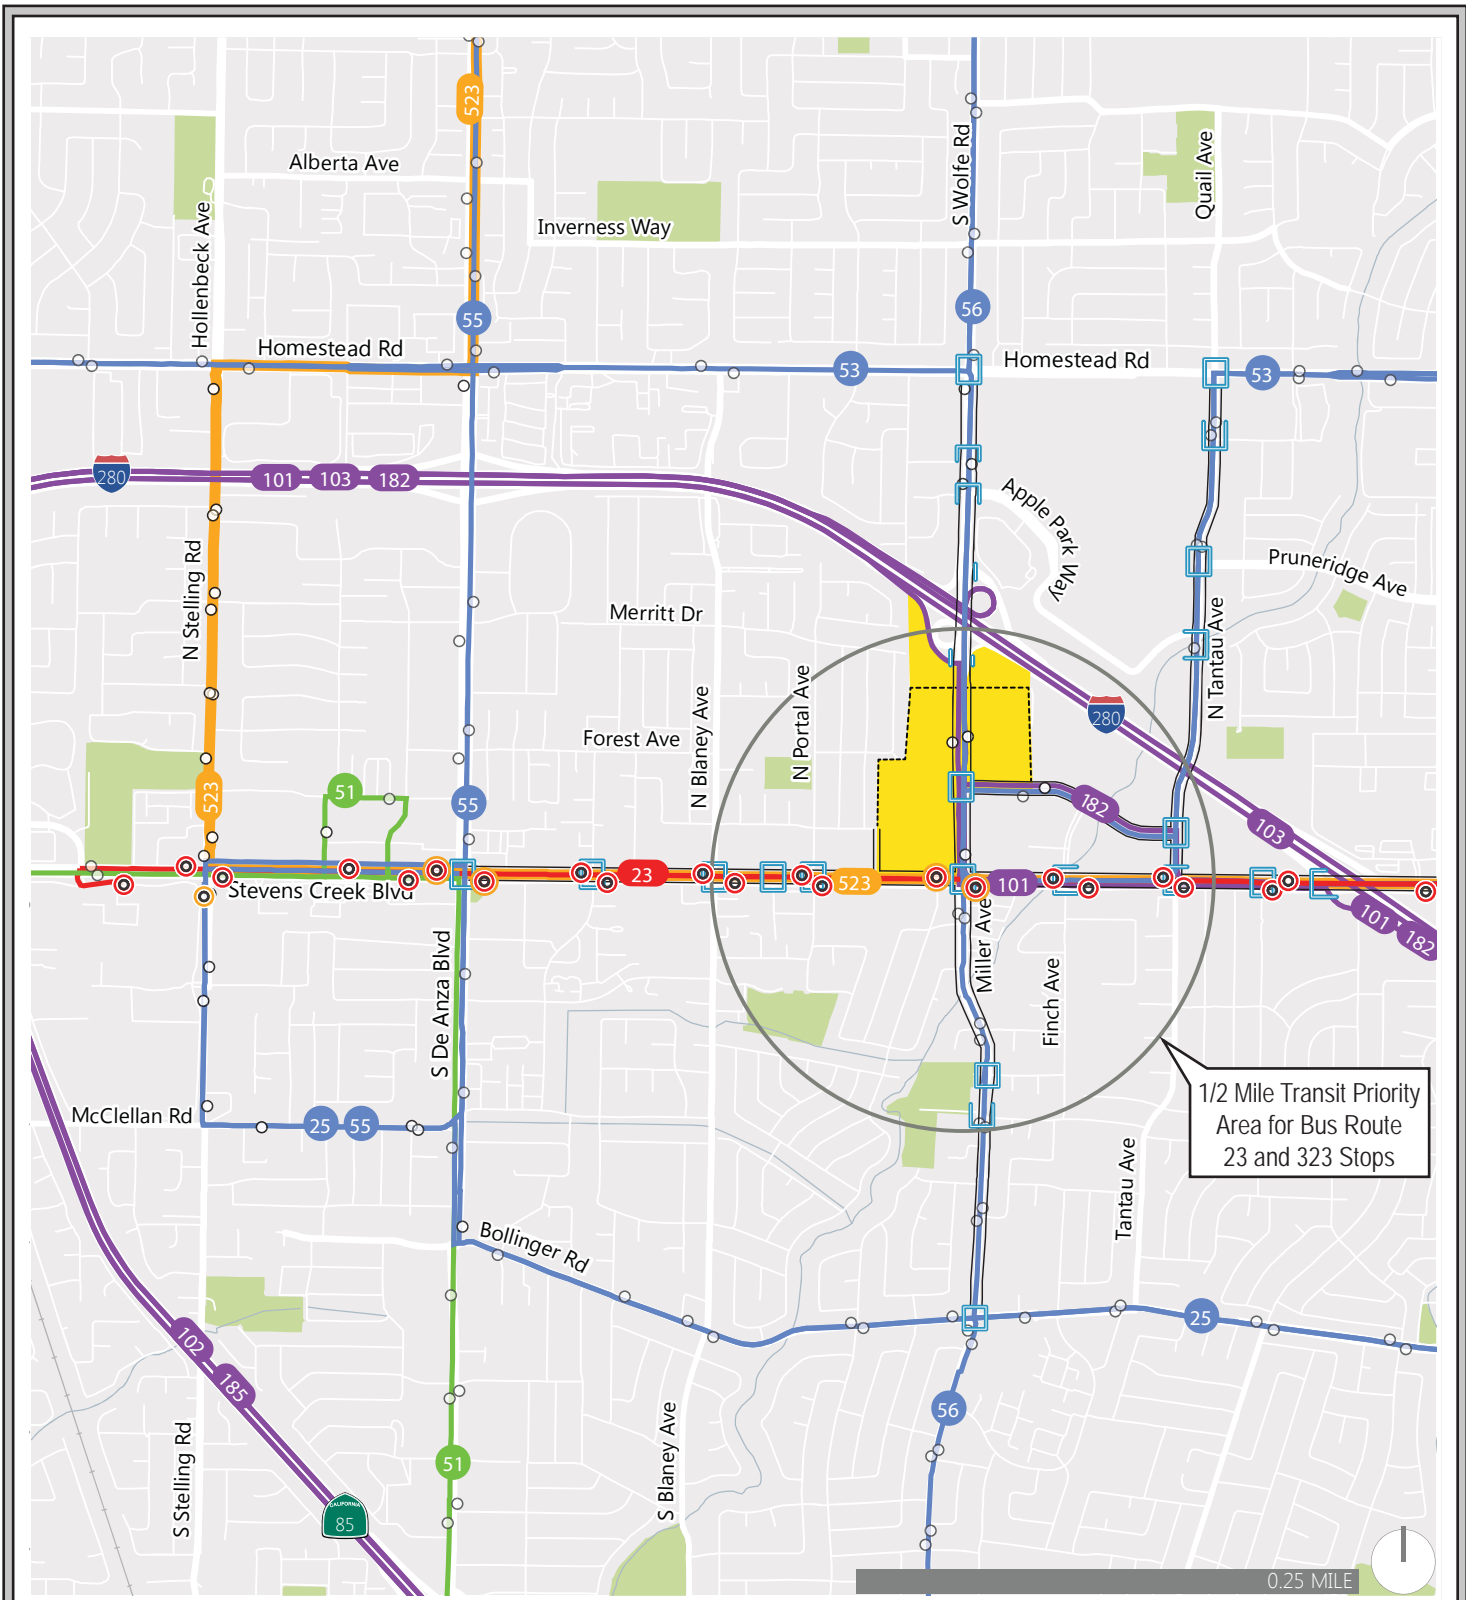 523
Alberta Ave
S Wolfe Rd
Quail Ave
Hollenbeck Ave
Inverness Way
55
56
Homestead Rd
53
Homestead Rd
53
280
101
103
182
Apple Park Way
Pruneridge Ave
N Stelling Rd
Merritt Dr
N Tantau Ave
N Portal Ave
N Blaney Ave
Forest Ave
280
523
51
55
182
103
Stevens Creek Blvd
23
523
101
101
182
Miller Ave
S De Anza Blvd
Finch Ave
1/2 Mile Transit Priority
Area for Bus Route
23 and 323 Stops
McClellan Rd
25
55
Tantau Ave
Bollinger Rd
25
102
185
56
S Stelling Rd
S Blaney Ave
51
CALIFORNIA
85
0.25 MILE